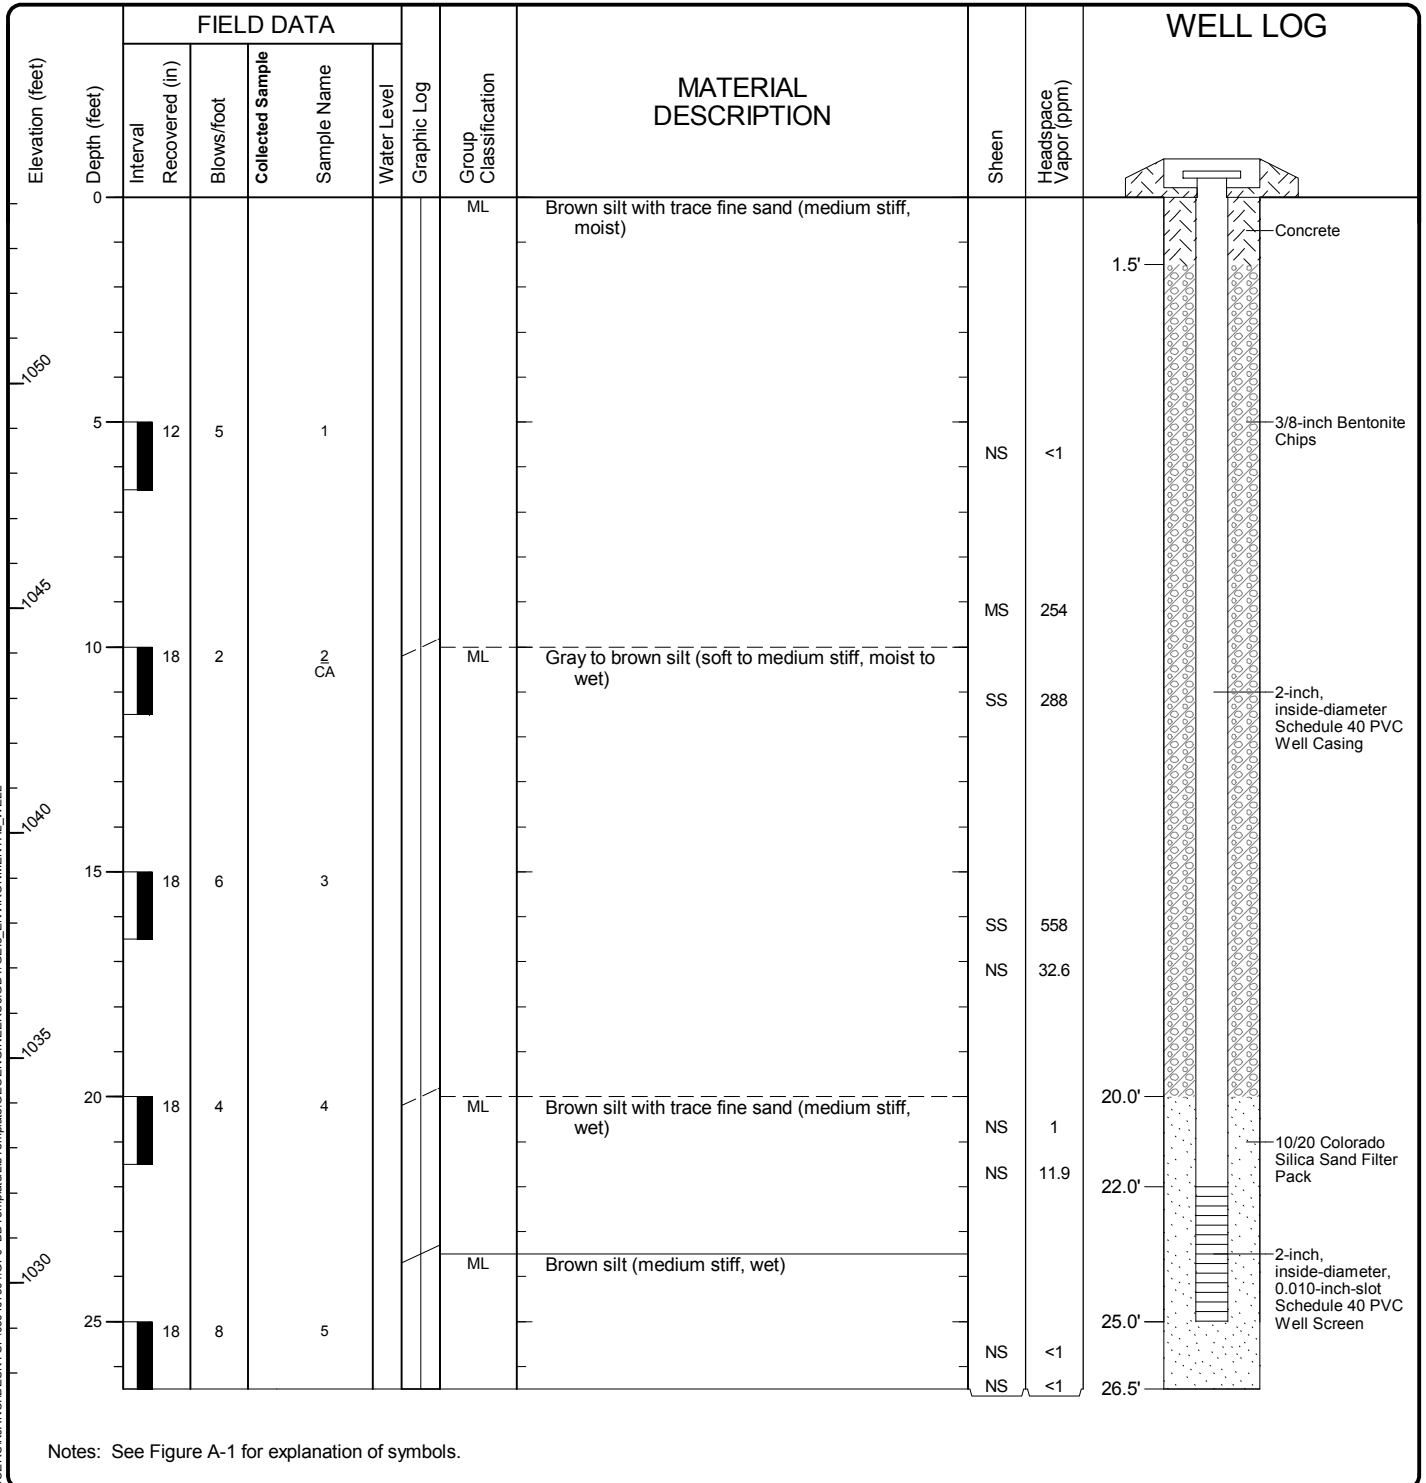 FIELD DATA
WELL LOG
Elevation (feet)
Depth (feet)
Interval
Recovered (in)
Blows/foot
Collected Sample
Sample Name
Water Level
Graphic Log
Group
Classification
MATERIAL
DESCRIPTION
Sheen
Headspace
Vapor (ppm)
0
ML
Brown silt with trace fine sand (medium stiff,
moist)
Concrete
1.5'
1050
5
12
5
1
NS
<1
3/8-inch Bentonite
Chips
1045
MS
254
10
18
2
2
CA
ML
Gray to brown silt (soft to medium stiff, moist to
wet)
SS
288
2-inch,
inside-diameter
Schedule 40 PVC
Well Casing
1040
15
18
6
3
SS
558
NS
32.6
1035
20
18
4
4
ML
Brown silt with trace fine sand (medium stiff,
wet)
20.0'
NS
1
10/20 Colorado
Silica Sand Filter
Pack
NS
11.9
22.0'
1030
ML
Brown silt (medium stiff, wet)
2-inch,
inside-diameter,
0.010-inch-slot
Schedule 40 PVC
Well Screen
25
18
8
5
25.0'
NS
<1
NS
<1
26.5'
Notes: See Figure A-1 for explanation of symbols.